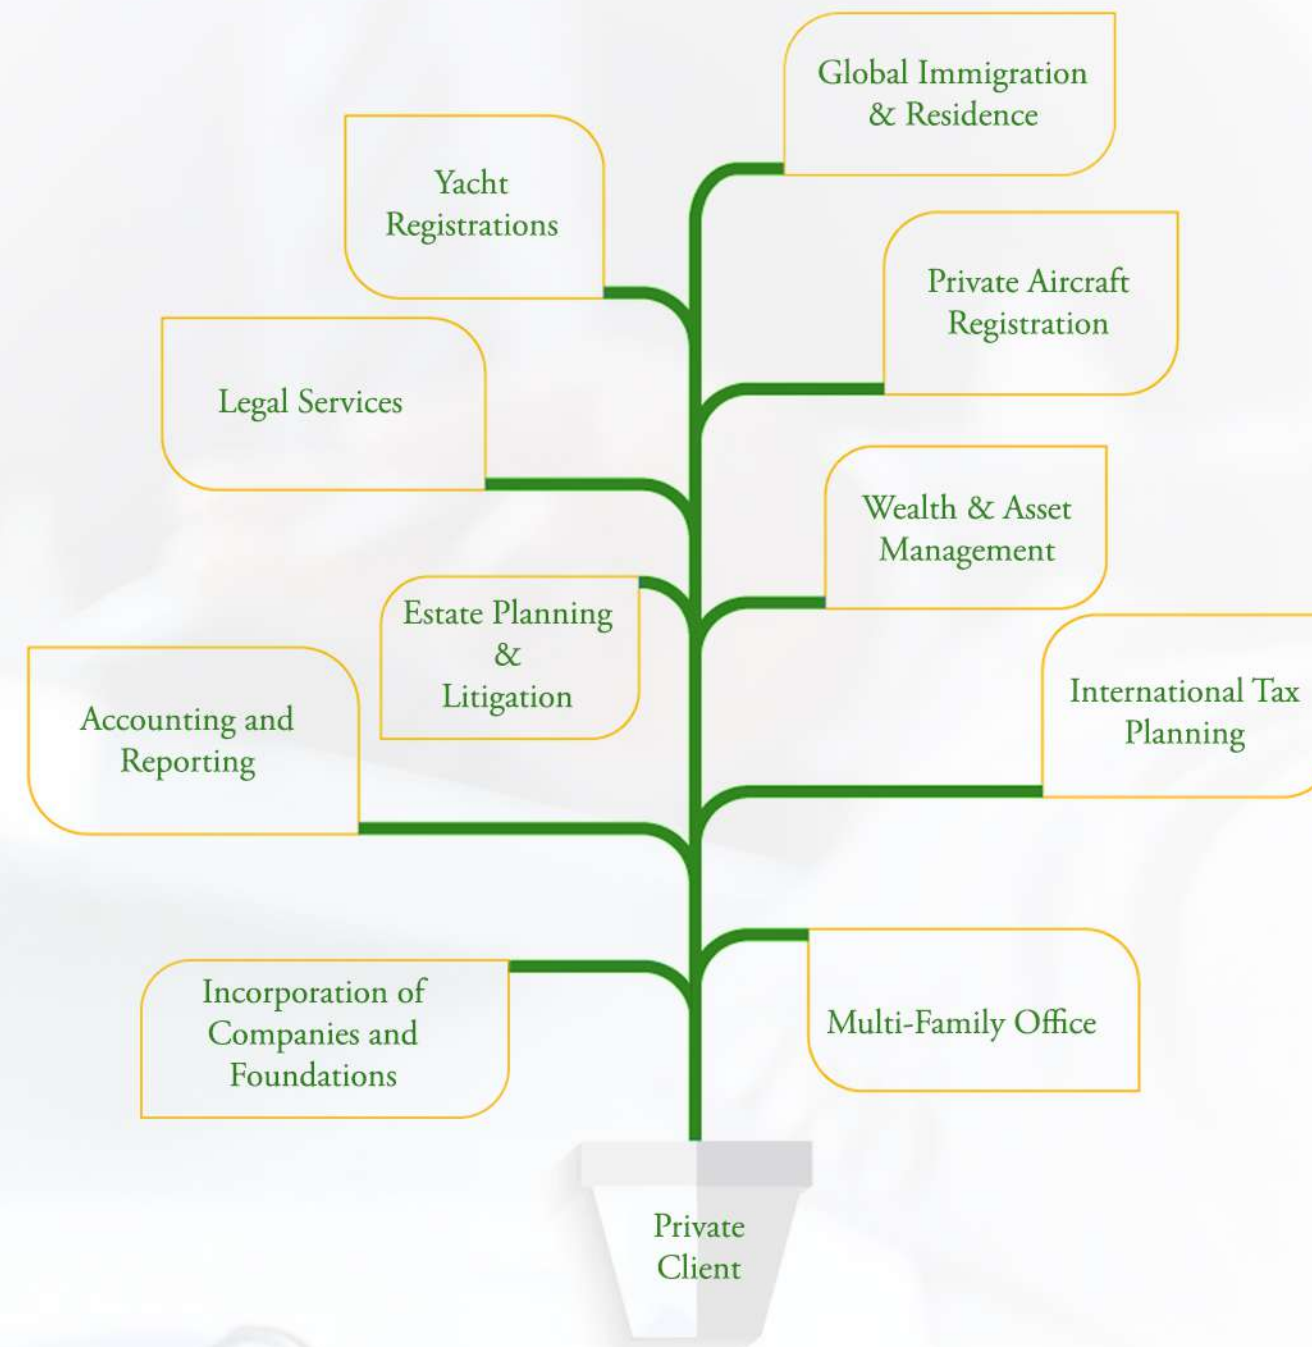 Global Immigration
& Residence
Yacht
Registrations
Private Aircraft
Registration
Legal Services
Wealth & Asset
Management
Estate Planning
&
Litigation
Accounting and
Reporting
International Tax
Planning
Incorporation of
Companies and
Foundations
Multi-Family Office
Private
Client